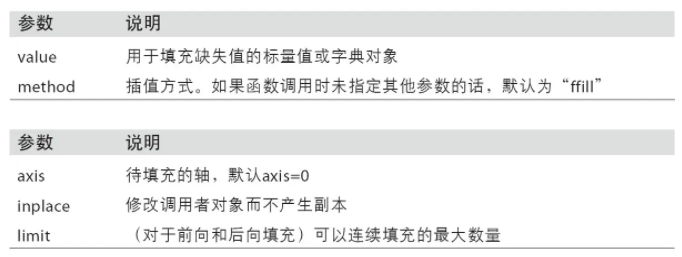 参数 说明
value 用于填充缺失值的标量值或字典对象
method 插值方式。如果函数调用时未指定其他参数的话，默认为“ffill”
参数 说明
axis 待填充的轴，默认axis=0
inplace 修改调用者对象而不产生副本
limit （对于前向和后向填充）可以连续填充的最大数量